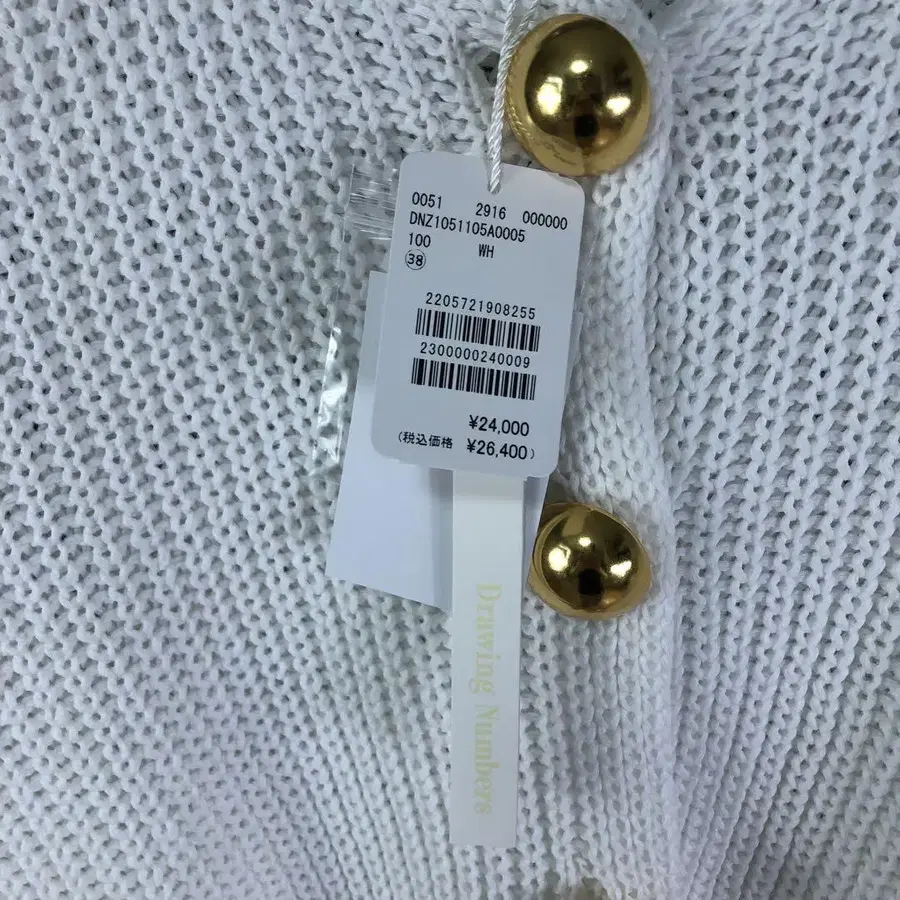 0051 2916 000000
DNZ1051105A0005
100 WH
38
2205721908255
2300000240009
¥24,000
(税込価格 ¥26,400)
Drawing Numbers